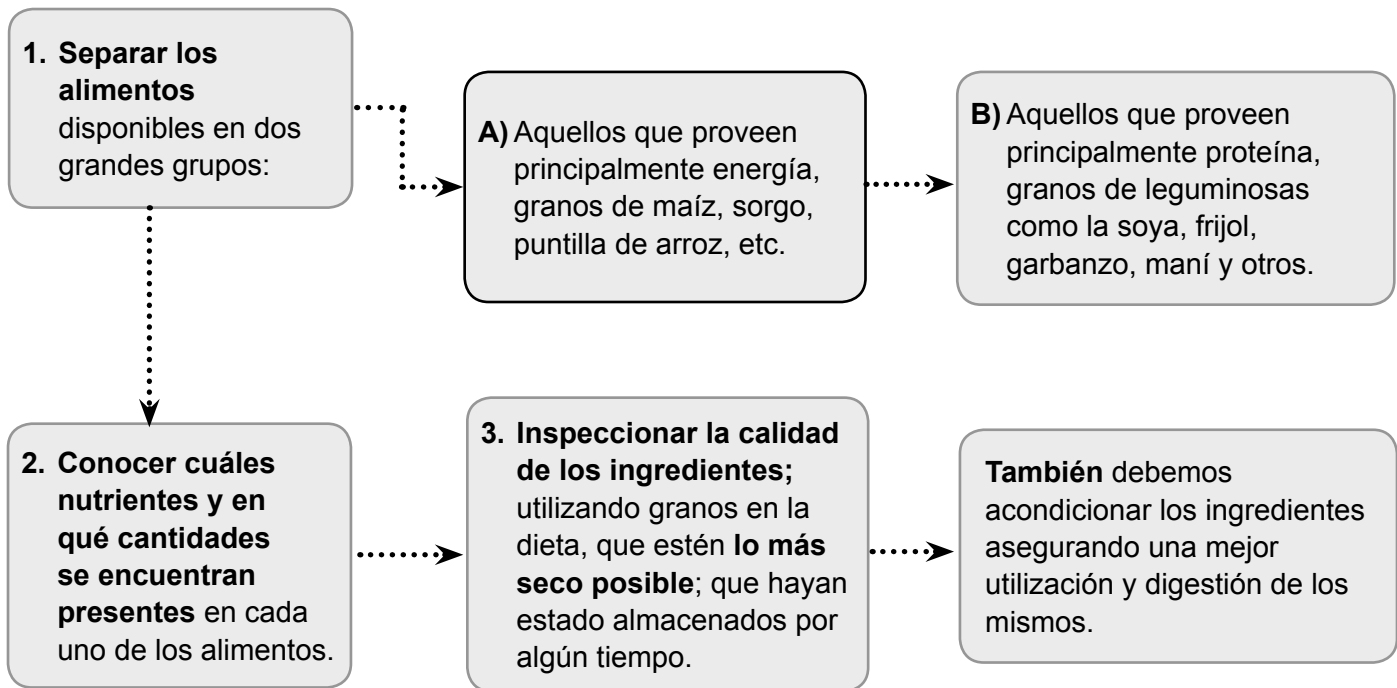 1. Separar los
alimentos
disponibles en dos
grandes grupos:
A) Aquellos que proveen
principalmente energía,
granos de maíz, sorgo,
puntilla de arroz, etc.
B) Aquellos que proveen
principalmente proteína,
granos de leguminosas
como la soya, frijol,
garbanzo, maní y otros.
2. Conocer cuáles
nutrientes y en
qué cantidades
se encuentran
presentes en cada
uno de los alimentos.
3. Inspeccionar la calidad
de los ingredientes;
utilizando granos en la
dieta, que estén lo más
seco posible; que hayan
estado almacenados por
algún tiempo.
También debemos
acondicionar los ingredientes
asegurando una mejor
utilización y digestión de los
mismos.